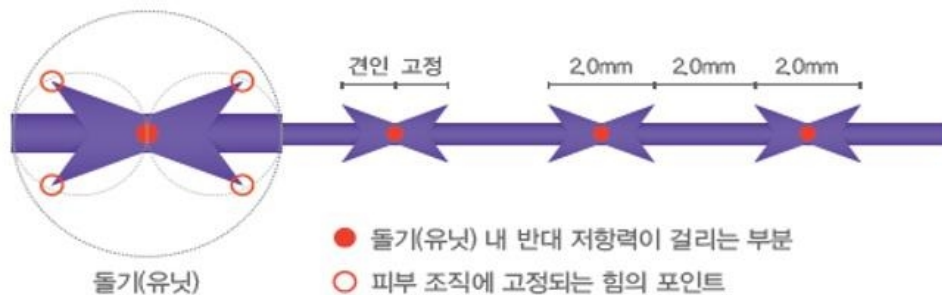 견인 고정
2.0mm 2.0mm 2.0mm
● 돌기(유닛) 내 반대 저항력이 걸리는 부분
돌기(유닛)
○ 피부 조직에 고정되는 힘의 포인트